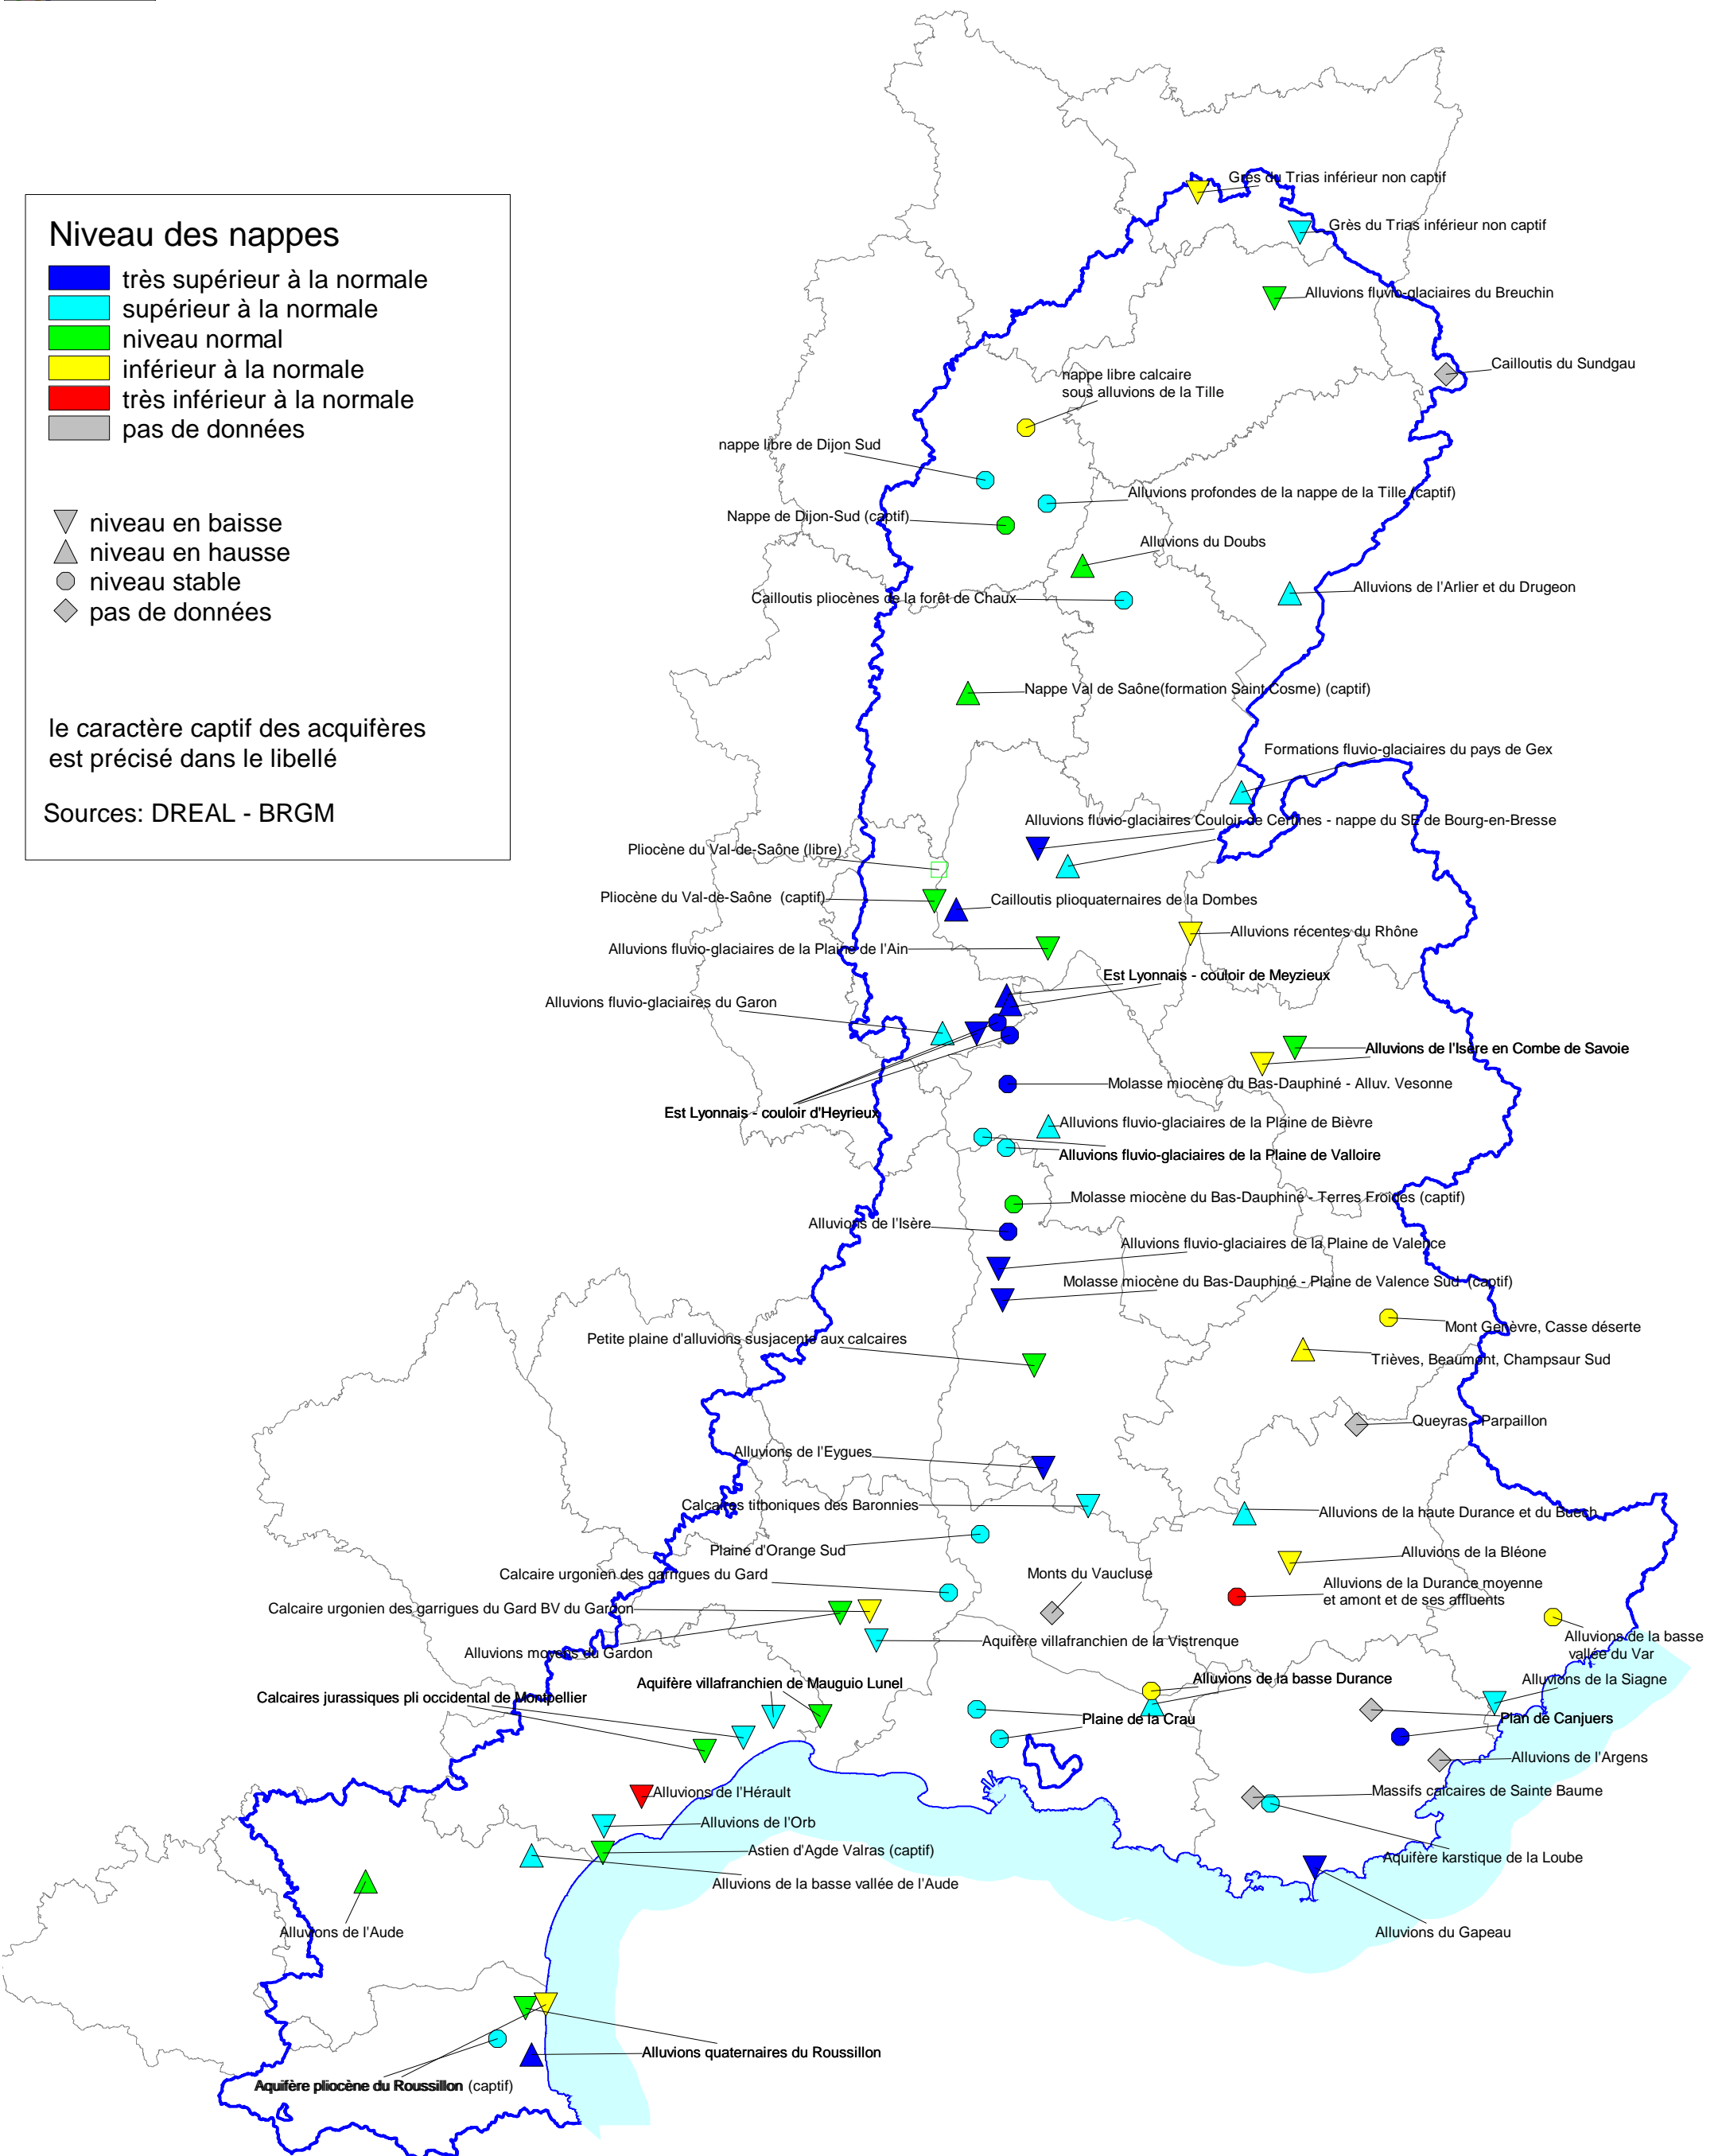 Niveau des nappes
très supérieur à la normale
supérieur à la normale
niveau normal
inférieur à la normale
très inférieur à la normale
pas de données
niveau en baisse
niveau en hausse
niveau stable
pas de données
le caractère captif des acquifères
est précisé dans le libellé
Sources: DREAL - BRGM
Grès du Trias inférieur non captif
Grès du Trias inférieur non captif
Alluvions fluvio-glaciaires du Breuchin
Cailloutis du Sundgau
nappe libre calcaire
sous alluvions de la Tille
nappe libre de Dijon Sud
Alluvions profondes de la nappe de la Tille (captif)
Nappe de Dijon-Sud (captif)
Alluvions du Doubs
Alluvions de l'Arlier et du Drugeon
Cailloutis pliocènes de la forêt de Chaux
Nappe Val de Saône(formation Saint Cosme) (captif)
Formations fluvio-glaciaires du pays de Gex
Alluvions fluvio-glaciaires Couloir de Certines - nappe du SE de Bourg-en-Bresse
Pliocène du Val-de-Saône (libre)
Pliocène du Val-de-Saône (captif)
Cailloutis plioquaternaires de la Dombes
Alluvions récentes du Rhône
Alluvions fluvio-glaciaires de la Plaine de l'Ain
Est Lyonnais - couloir de Meyzieux
Alluvions fluvio-glaciaires du Garon
Alluvions de l'Isère en Combe de Savoie
Molasse miocène du Bas-Dauphiné - Alluv. Vesonne
Est Lyonnais - couloir d'Heyrieux
Alluvions fluvio-glaciaires de la Plaine de Bièvre
Alluvions fluvio-glaciaires de la Plaine de Valloire
Molasse miocène du Bas-Dauphiné - Terres Froides (captif)
Alluvions de l'Isère
Alluvions fluvio-glaciaires de la Plaine de Valence
Molasse miocène du Bas-Dauphiné - Plaine de Valence Sud (captif)
Mont Genèvre, Casse déserte
Petite plaine d'alluvions susjacente aux calcaires
Trièves, Beaumont, Champsaur Sud
Queyras - Parpaillon
Alluvions de l'Eygues
Calcaires tithoniques des Baronnies
Alluvions de la haute Durance et du Buech
Plaine d'Orange Sud
Alluvions de la Bléone
Calcaire urgonien des garrigues du Gard
Monts du Vaucluse
Alluvions de la Durance moyenne
et amont et de ses affluents
Calcaire urgonien des garrigues du Gard BV du Gardon
Alluvions de la basse
vallée du Var
Aquifère villafranchien de la Vistrenque
Alluvions moyens du Gardon
Alluvions de la basse Durance
Alluvions de la Siagne
Aquifère villafranchien de Mauguio Lunel
Calcaires jurassiques pli occidental de Montpellier
Plaine de la Crau
Plan de Canjuers
Alluvions de l'Argens
Massifs calcaires de Sainte Baume
Alluvions de l'Hérault
Alluvions de l'Orb
Astien d'Agde Valras (captif)
Aquifère karstique de la Loube
Alluvions de la basse vallée de l'Aude
Alluvions de l'Aude
Alluvions du Gapeau
Alluvions quaternaires du Roussillon
Aquifère pliocène du Roussillon (captif)